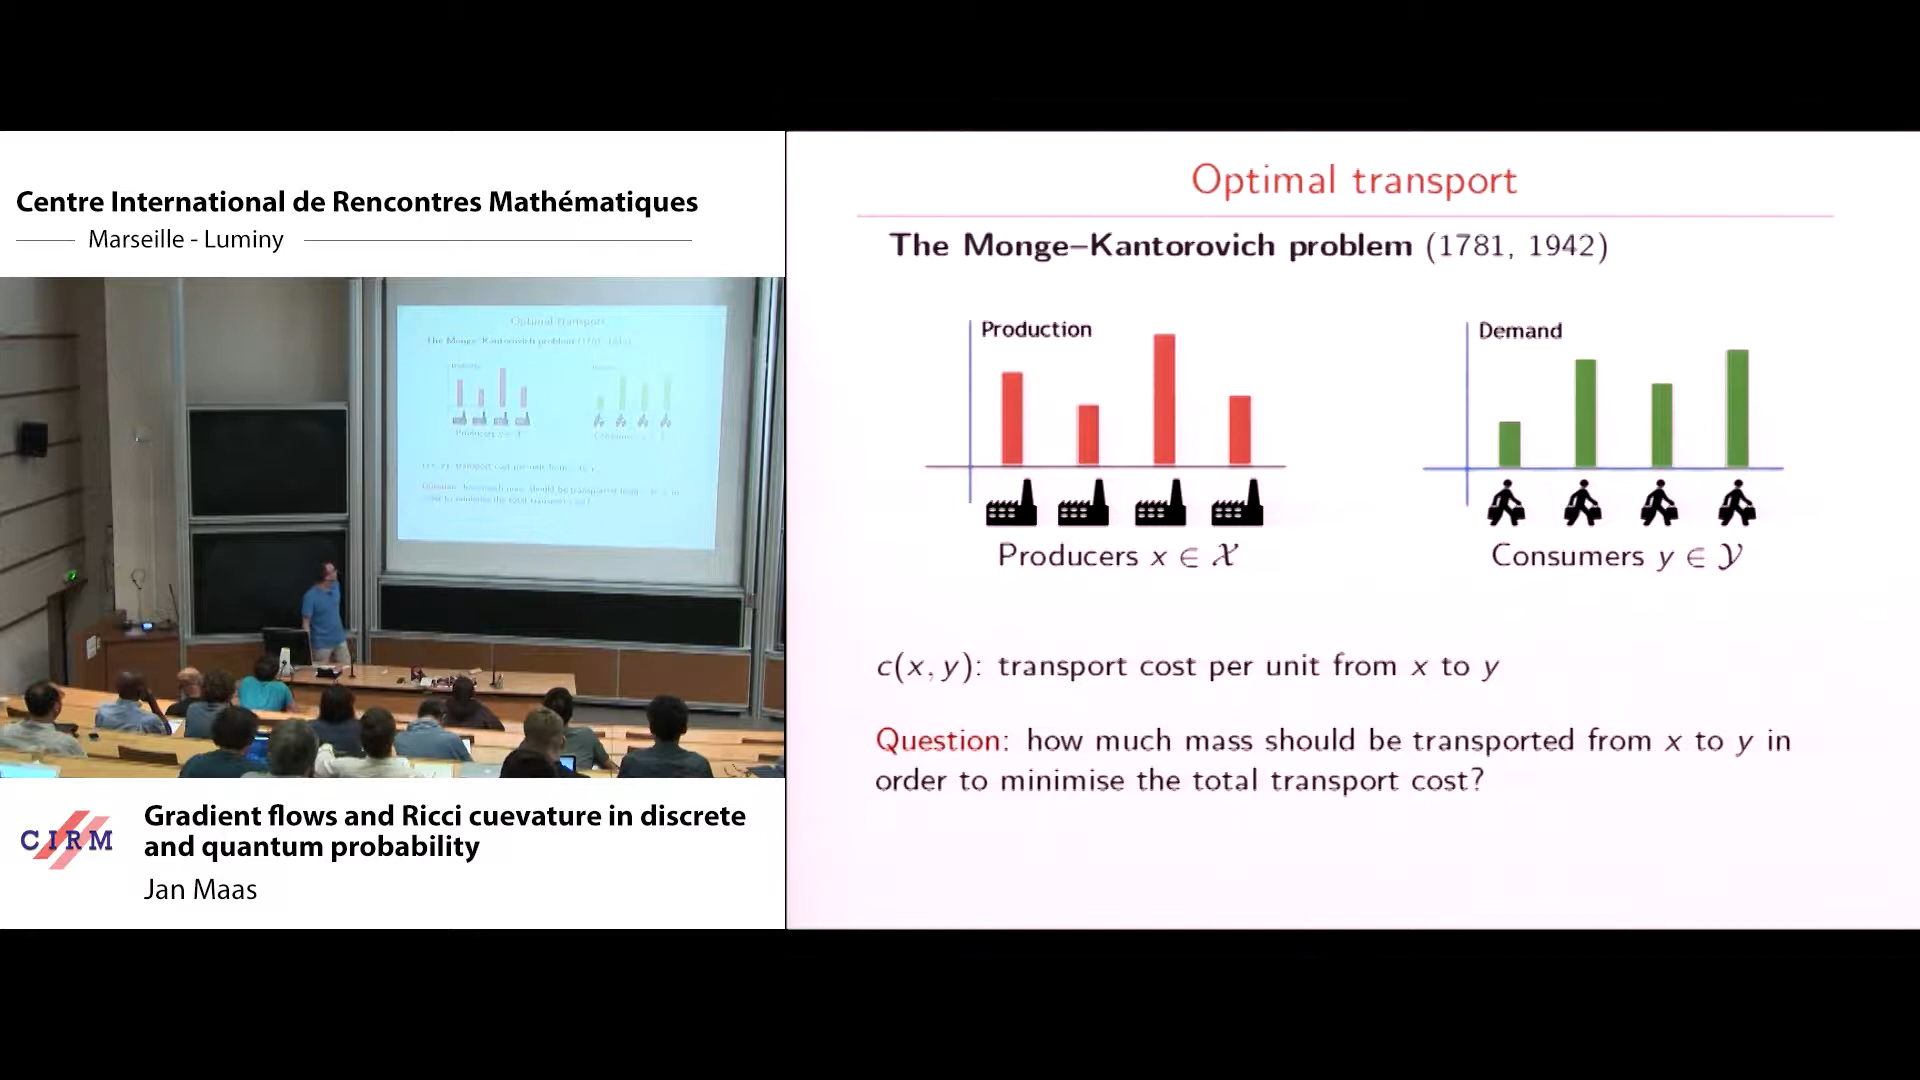 Centre International de Rencontres Mathématiques
Marseille - Luminy
Optimal transport
The Monge–Kantorovich problem (1781, 1942)
Production
Demand
Producers x ∈ 𝒳
Consumers y ∈ 𝒴
c(x, y): transport cost per unit from x to y
Question: how much mass should be transported from x to y in
order to minimise the total transport cost?
CIRM
Gradient flows and Ricci cuevature in discrete
and quantum probability
Jan Maas